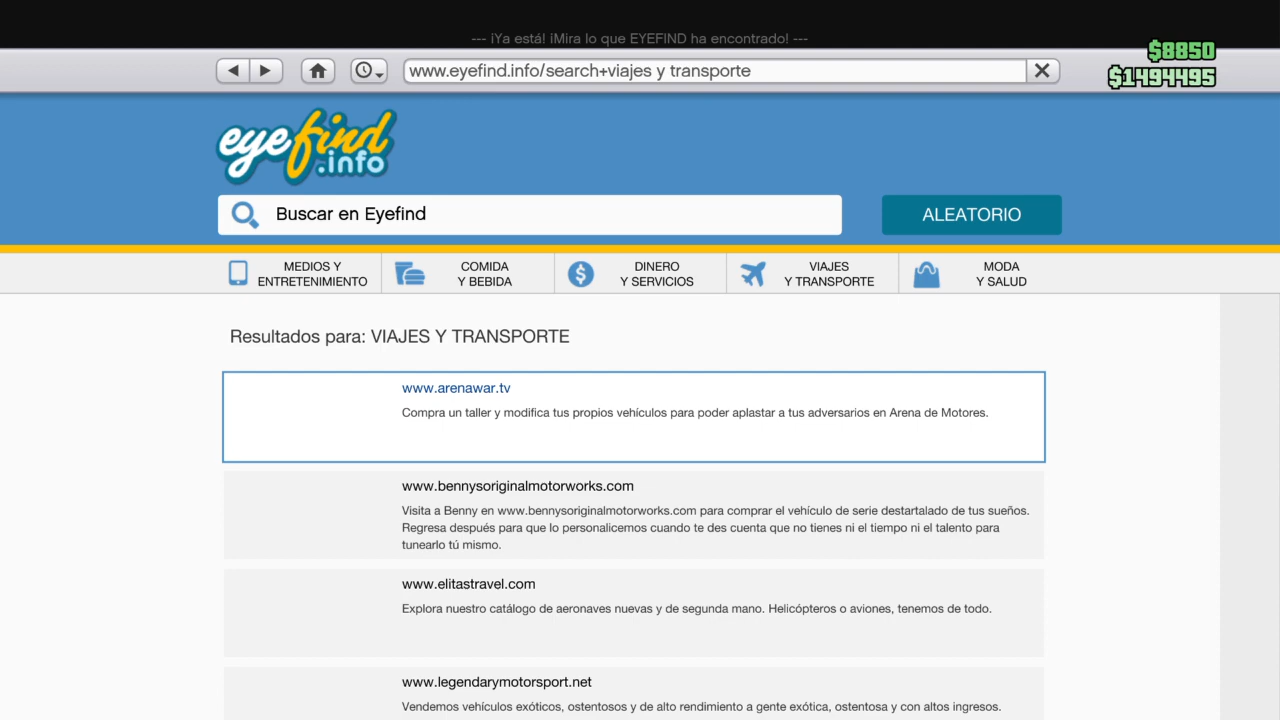 --- ¡Ya está! ¡Mira lo que EYEFIND ha encontrado! ---
$8850
www.eyefind.info/search+viajes y transporte
$1494495
eyefind
.info
Buscar en Eyefind
ALEATORIO
MEDIOS Y
ENTRETENIMIENTO
COMIDA
Y BEBIDA
DINERO
Y SERVICIOS
VIAJES
Y TRANSPORTE
MODA
Y SALUD
Resultados para: VIAJES Y TRANSPORTE
www.arenawar.tv
Compra un taller y modifica tus propios vehículos para poder aplastar a tus adversarios en Arena de Motores.
www.bennysoriginalmotorworks.com
Visita a Benny en www.bennysoriginalmotorworks.com para comprar el vehículo de serie destartalado de tus sueños.
Regresa después para que lo personalicemos cuando te des cuenta que no tienes ni el tiempo ni el talento para
tunearlo tú mismo.
www.elitastravel.com
Explora nuestro catálogo de aeronaves nuevas y de segunda mano. Helicópteros o aviones, tenemos de todo.
www.legendarymotorsport.net
Vendemos vehículos exóticos, ostentosos y de alto rendimiento a gente exótica, ostentosa y con altos ingresos.